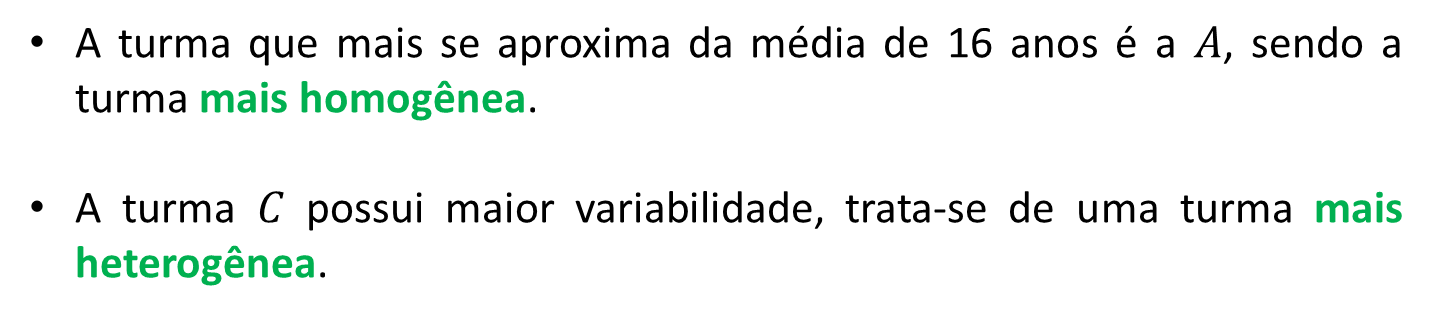 • A turma que mais se aproxima da média de 16 anos é a A, sendo a
turma mais homogênea.
• A turma C possui maior variabilidade, trata-se de uma turma mais
heterogênea.